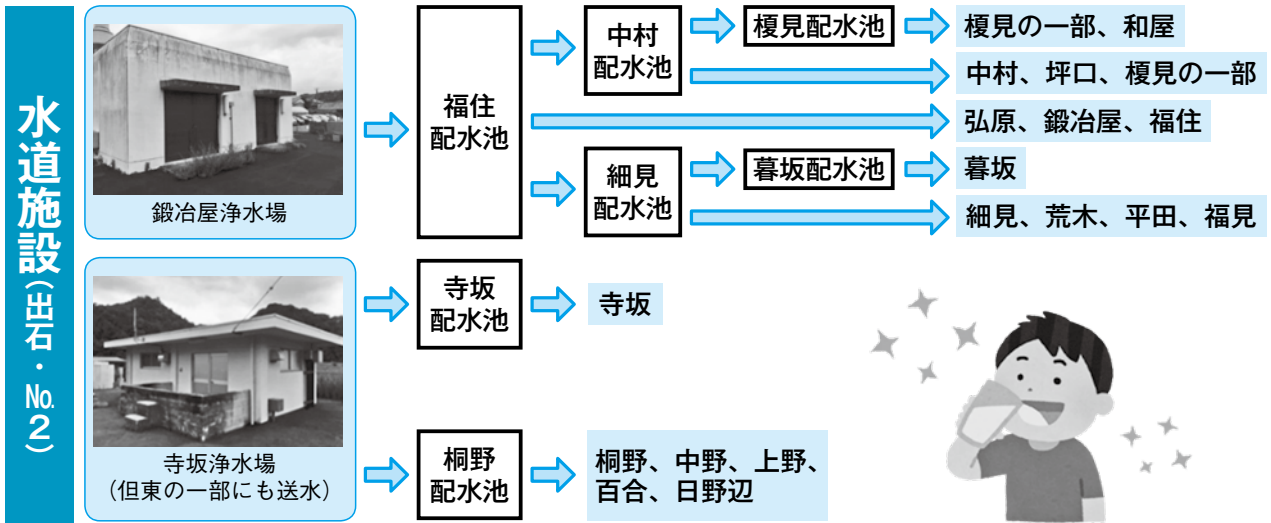 水道施設(出石・№2)
鍛冶屋浄水場
福住
配水池
中村
配水池
榎見配水池
榎見の一部、和屋
中村、坪口、榎見の一部
弘原、鍛冶屋、福住
細見
配水池
暮坂配水池
暮坂
細見、荒木、平田、福見
寺坂浄水場
(但東の一部にも送水)
寺坂
配水池
寺坂
桐野
配水池
桐野、中野、上野、
百合、日野辺